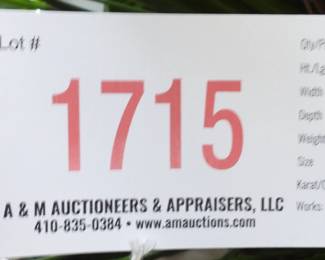 Lot #
1715
A & M AUCTIONEERS & APPRAISERS, LLC
410-835-0384 • www.amauctions.com
Width
Depth
Size
Works: